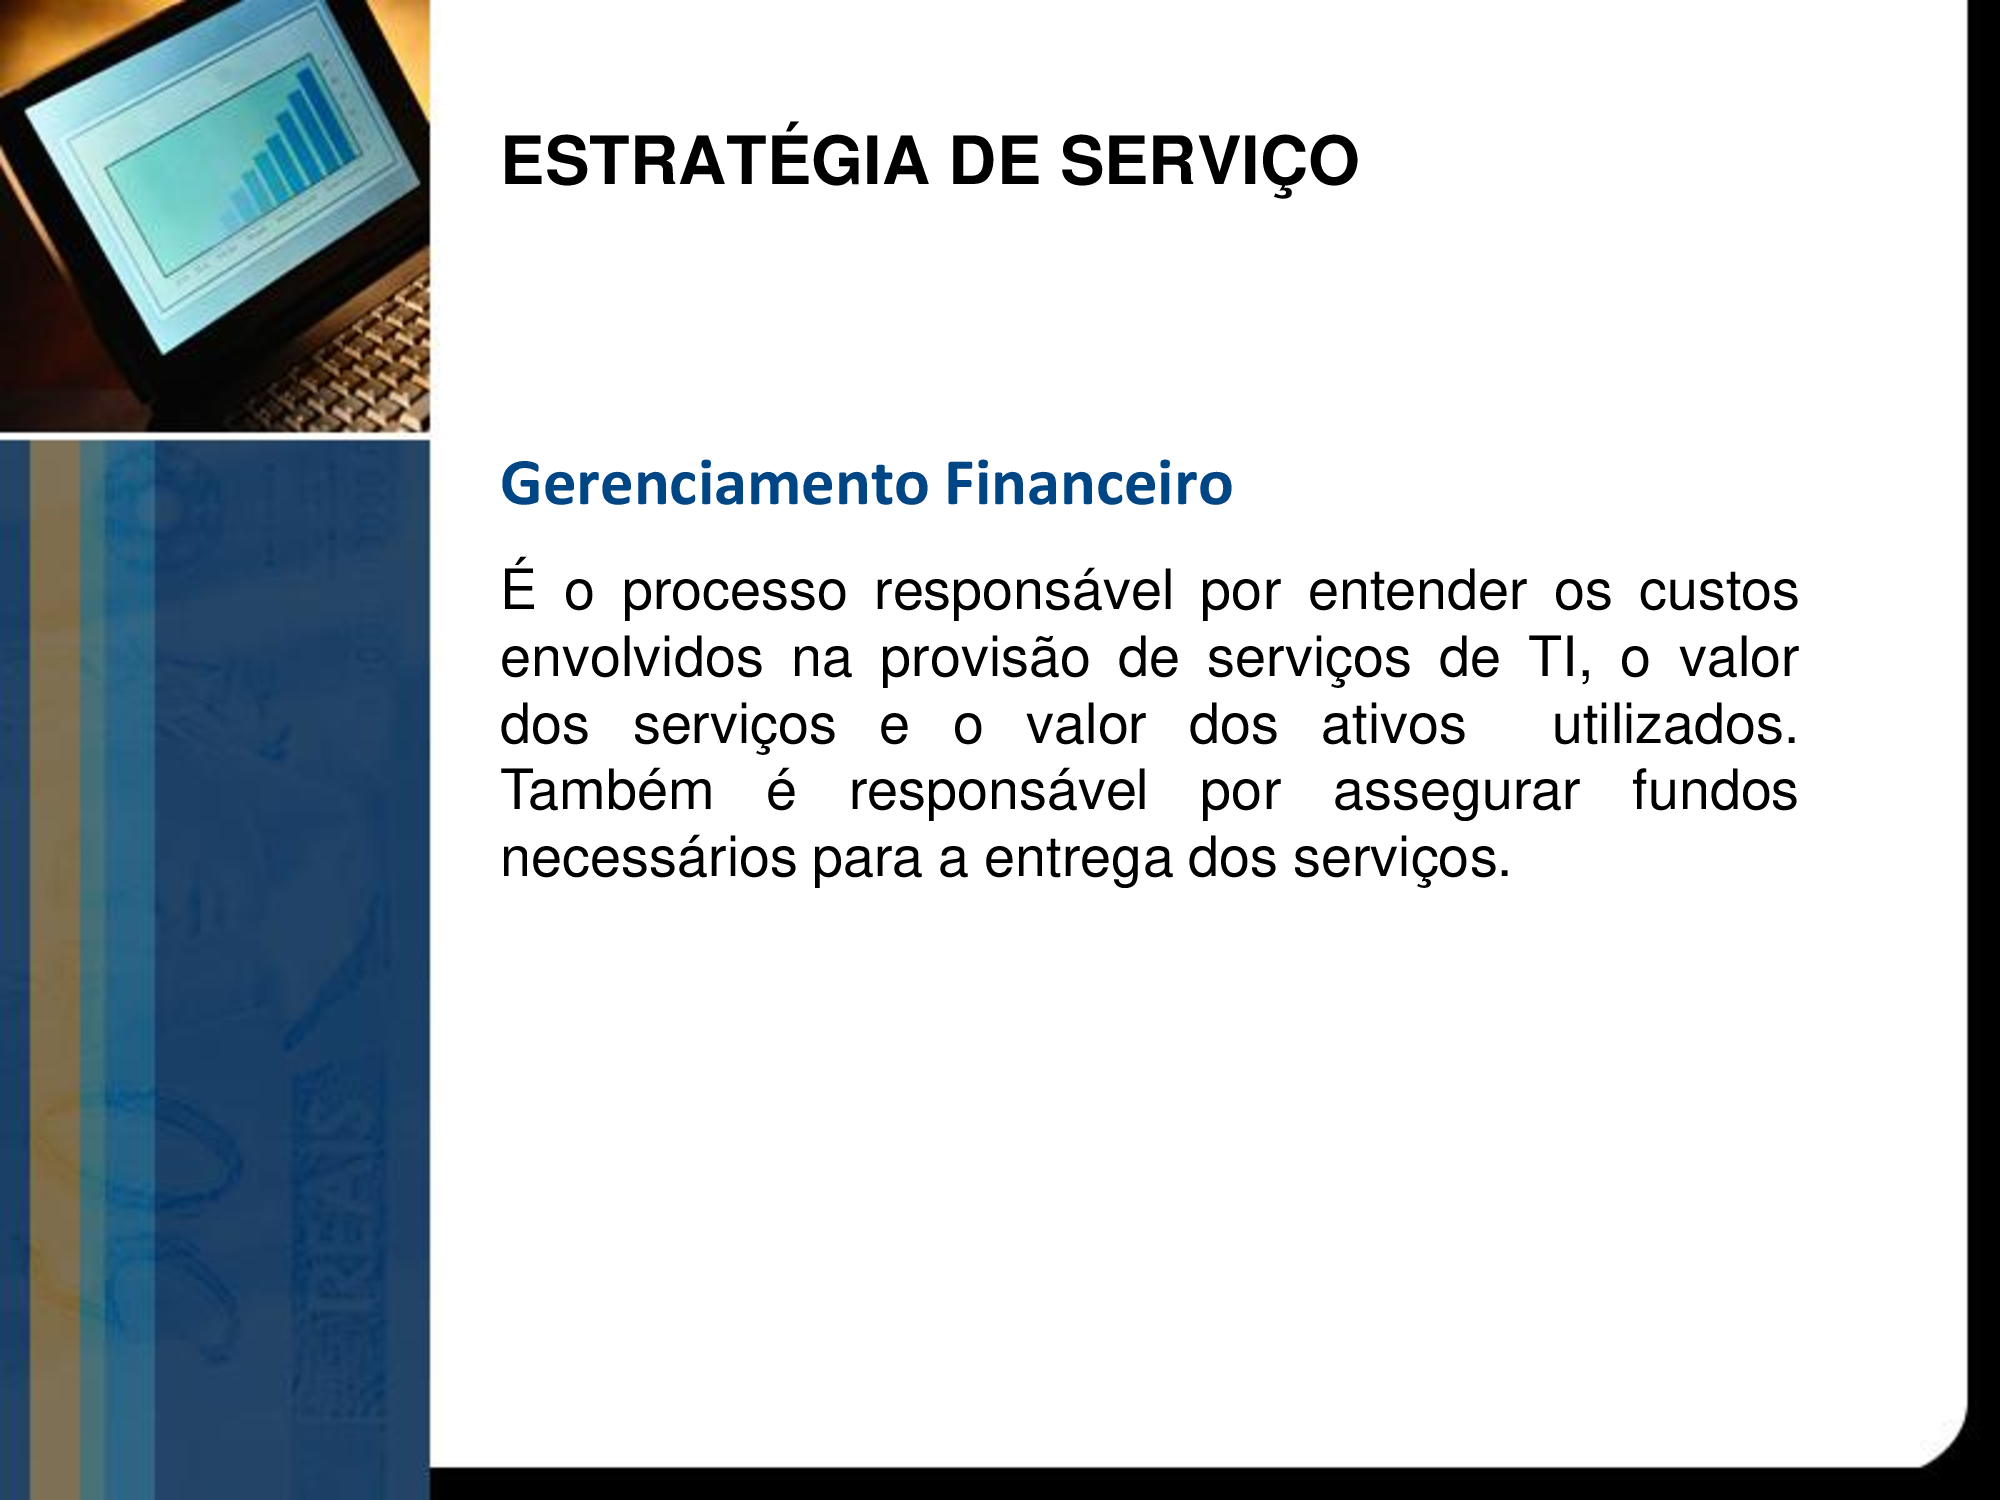 ESTRATÉGIA DE SERVIÇO
Gerenciamento Financeiro
É o processo responsável por entender os custos
envolvidos na provisão de serviços de TI, o valor
dos serviços e o valor dos ativos utilizados.
Também é responsável por assegurar fundos
necessários para a entrega dos serviços.
REAIS